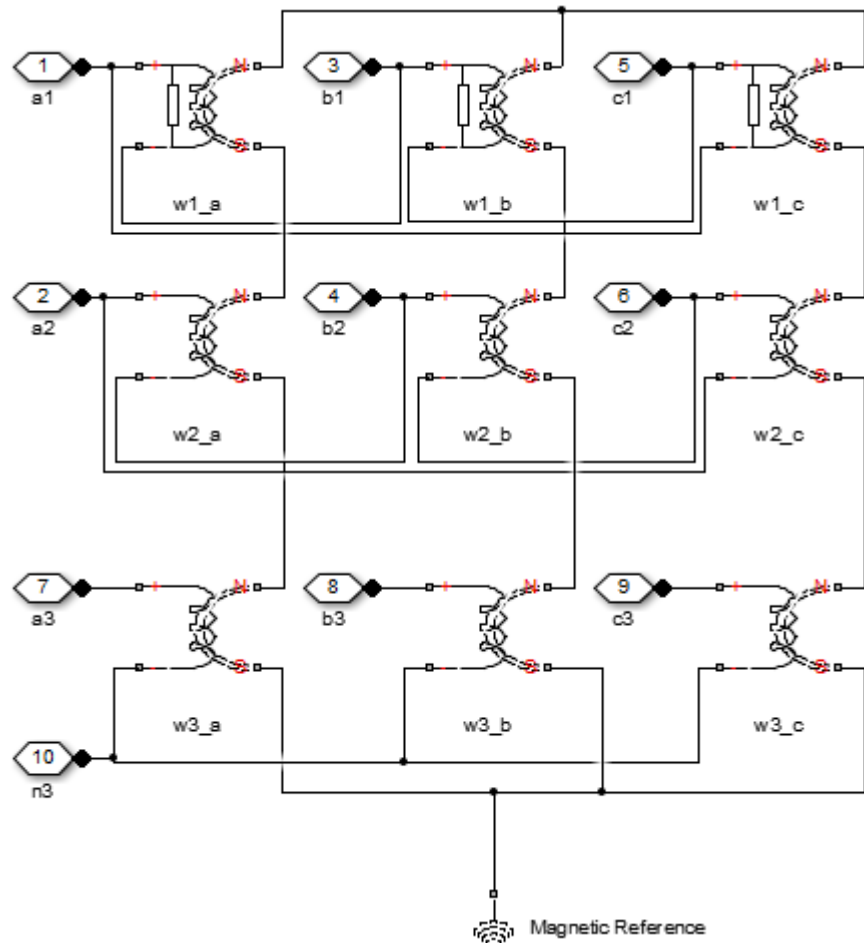 1 + N 3 + N 5 + N
a1 b1 c1
- S - S - S
w1_a w1_b w1_c
2 + N 4 + N 6 + N
a2 b2 c2
- S - S - S
w2_a w2_b w2_c
7 + N 8 + N 9 + N
a3 b3 c3
- S - S - S
w3_a w3_b w3_c
10
n3
Magnetic Reference